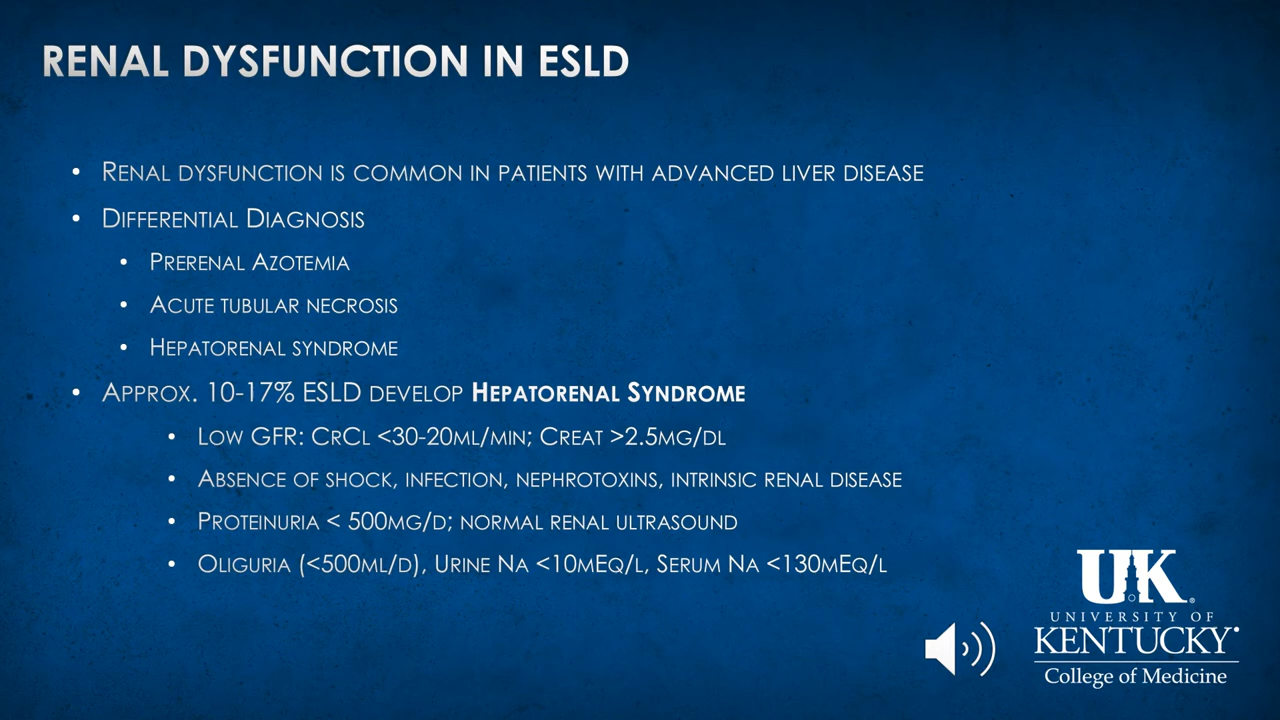 RENAL DYSFUNCTION IN ESLD
• RENAL DYSFUNCTION IS COMMON IN PATIENTS WITH ADVANCED LIVER DISEASE
• DIFFERENTIAL DIAGNOSIS
• PRERENAL AZOTEMIA
• ACUTE TUBULAR NECROSIS
• HEPATORENAL SYNDROME
• APPROX. 10-17% ESLD DEVELOP HEPATORENAL SYNDROME
• LOW GFR: CRCL <30-20ML/MIN; CREAT >2.5MG/DL
• ABSENCE OF SHOCK, INFECTION, NEPHROTOXINS, INTRINSIC RENAL DISEASE
• PROTEINURIA < 500MG/D; NORMAL RENAL ULTRASOUND
• OLIGURIA (<500ML/D), URINE NA <10MEQ/L, SERUM NA <130MEQ/L
UK®
UNIVERSITY OF
KENTUCKY
College of Medicine